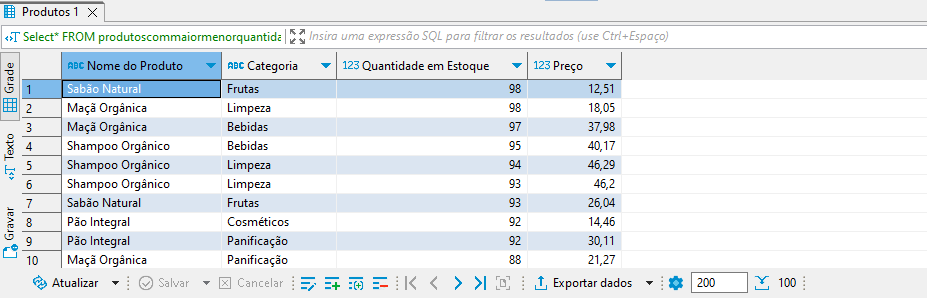 Produtos 1
Select* FROM produtoscommaiormenorquantida
Insira uma expressão SQL para filtrar os resultados (use Ctrl+Espaço)
Grade
Texto
Gravar
ABC Nome do Produto ABC Categoria 123 Quantidade em Estoque 123 Preço
1 Sabão Natural Frutas 98 12,51
2 Maçã Orgânica Limpeza 98 18,05
3 Maçã Orgânica Bebidas 97 37,98
4 Shampoo Orgânico Bebidas 95 40,17
5 Shampoo Orgânico Limpeza 94 46,29
6 Shampoo Orgânico Limpeza 93 46,2
7 Sabão Natural Frutas 93 26,04
8 Pão Integral Cosméticos 92 14,46
9 Pão Integral Panificação 92 30,11
10 Maçã Orgânica Panificação 88 21,27
Atualizar Salvar Cancelar Exportar dados 200 100